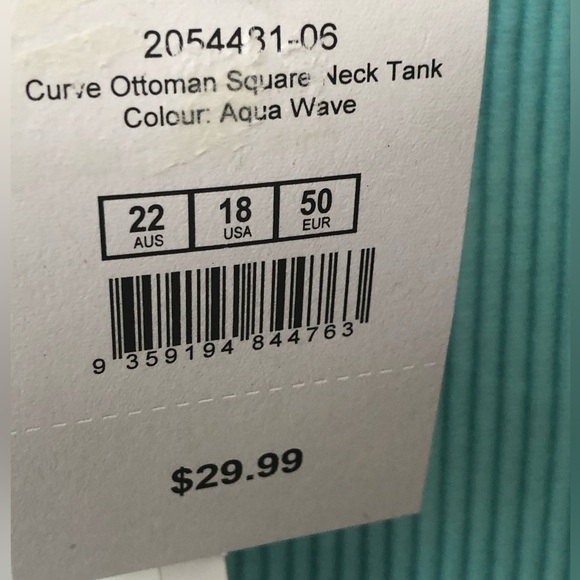 2054431-06
Curve Ottoman Square Neck Tank
Colour: Aqua Wave
22 18 50
AUS USA EUR
9 359194 844763
$29.99